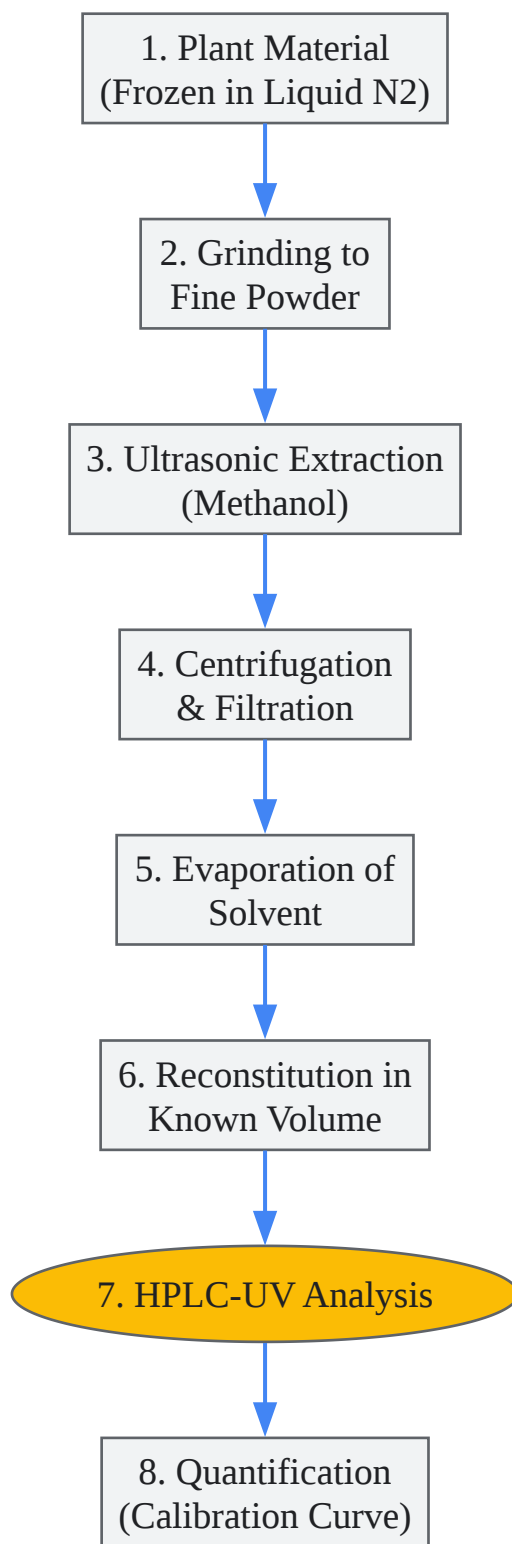 1. Plant Material
(Frozen in Liquid N2)
2. Grinding to
Fine Powder
3. Ultrasonic Extraction
(Methanol)
4. Centrifugation
& Filtration
5. Evaporation of
Solvent
6. Reconstitution in
Known Volume
7. HPLC-UV Analysis
8. Quantification
(Calibration Curve)